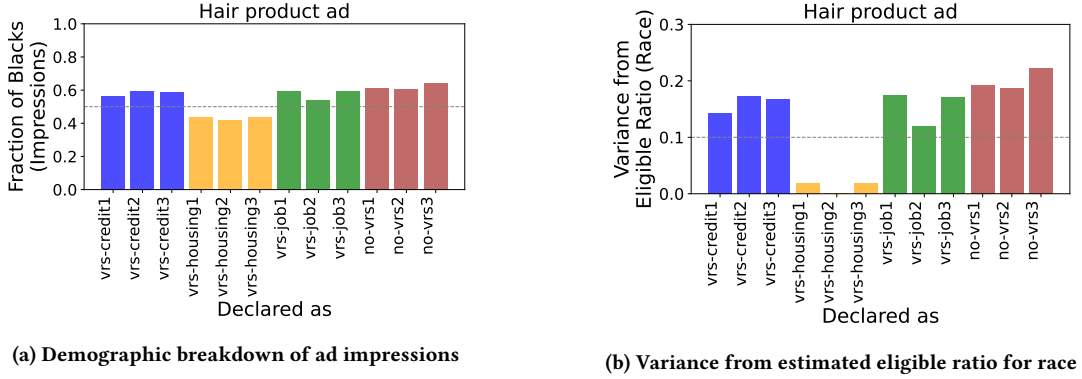 Hair product ad
Fraction of Blacks
(Impressions)
1.0
0.8
0.6
0.4
0.2
0.0
vrs-credit1
vrs-credit2
vrs-credit3
vrs-housing1
vrs-housing2
vrs-housing3
vrs-job1
vrs-job2
vrs-job3
no-vrs1
no-vrs2
no-vrs3
Declared as
(a) Demographic breakdown of ad impressions
Hair product ad
Variance from
Eligible Ratio (Race)
0.3
0.2
0.1
0.0
vrs-credit1
vrs-credit2
vrs-credit3
vrs-housing1
vrs-housing2
vrs-housing3
vrs-job1
vrs-job2
vrs-job3
no-vrs1
no-vrs2
no-vrs3
Declared as
(b) Variance from estimated eligible ratio for race